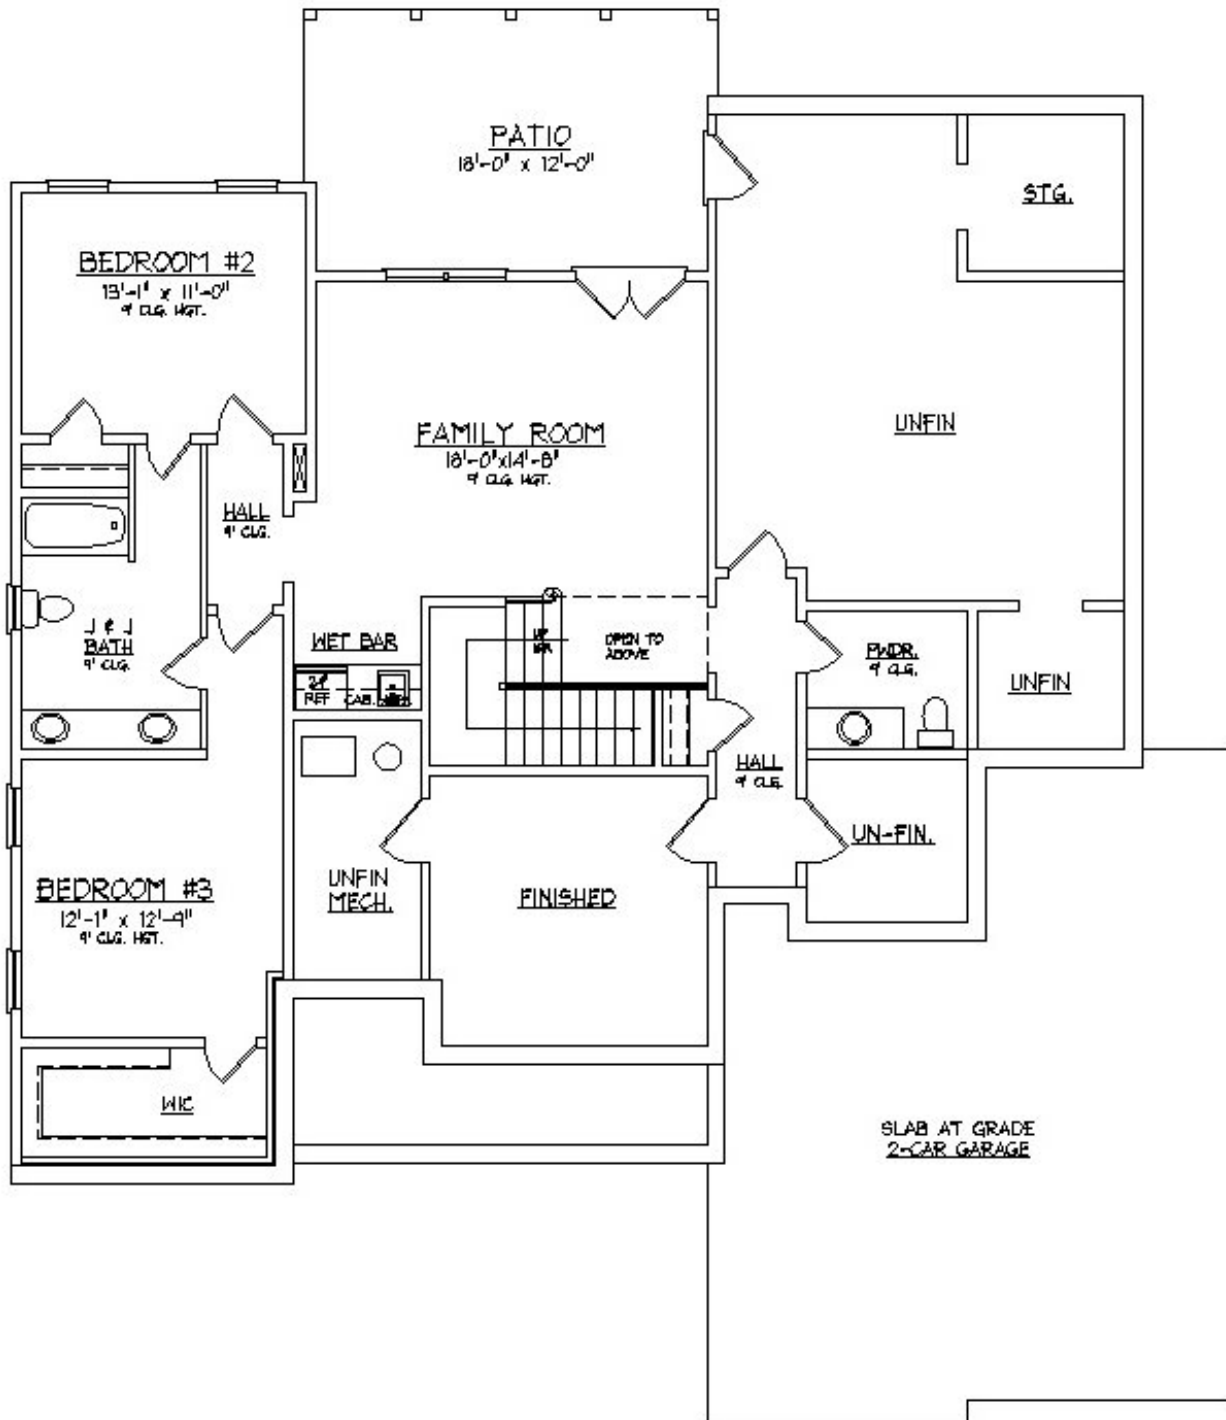 PATIO
18'-0" x 12'-0"
STG.
BEDROOM #2
13'-1" x 11'-0"
9' CLG. HGT.
UNFIN
FAMILY ROOM
18'-0"x14'-8"
9' CLG. HGT.
HALL
9' CLG.
J & J
BATH
9' CLG.
WET BAR
UP
OPEN TO
ABOVE
PWDR.
9' CLG.
UNFIN
24"
REF
CAB.
HALL
9' CLG.
UN-FIN.
BEDROOM #3
12'-1" x 12'-9"
9' CLG. HGT.
UNFIN
MECH.
FINISHED
WIC
SLAB AT GRADE
2-CAR GARAGE